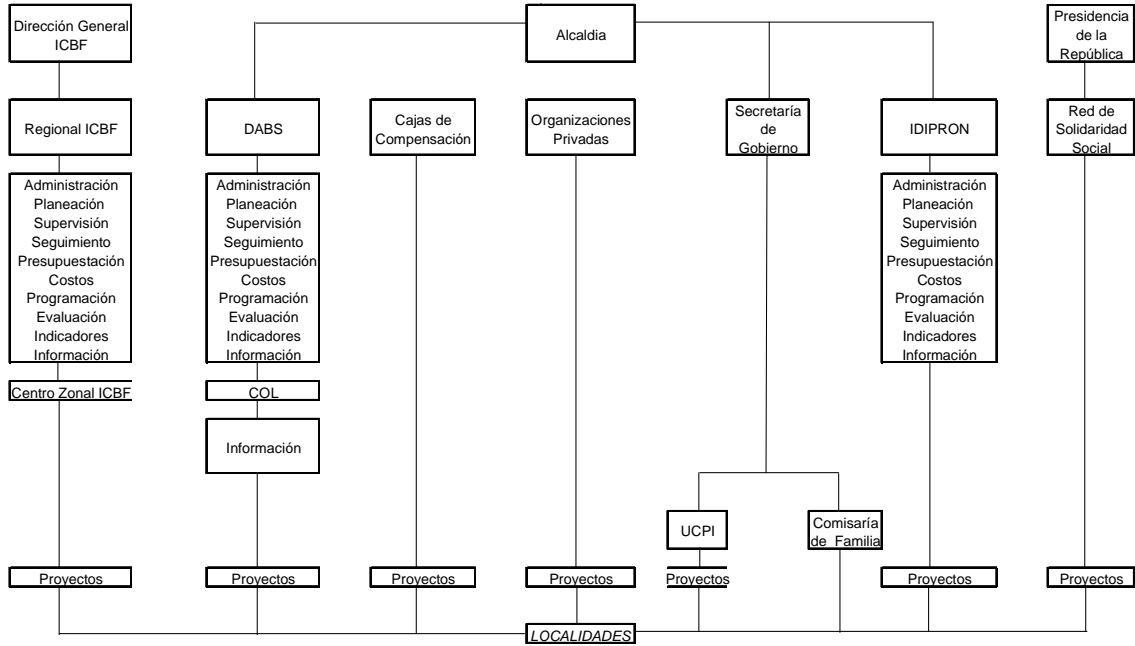 Dirección General
ICBF
Alcaldia
Presidencia
de la
República
Regional ICBF
DABS
Cajas de
Compensación
Organizaciones
Privadas
Secretaría
de
Gobierno
IDIPRON
Red de
Solidaridad
Social
Administración
Planeación
Supervisión
Seguimiento
Presupuestación
Costos
Programación
Evaluación
Indicadores
Información
Administración
Planeación
Supervisión
Seguimiento
Presupuestación
Costos
Programación
Evaluación
Indicadores
Información
Administración
Planeación
Supervisión
Seguimiento
Presupuestación
Costos
Programación
Evaluación
Indicadores
Información
Centro Zonal ICBF
COL
Información
UCPI
Comisaría
de Familia
Proyectos
Proyectos
Proyectos
Proyectos
Proyectos
Proyectos
Proyectos
LOCALIDADES